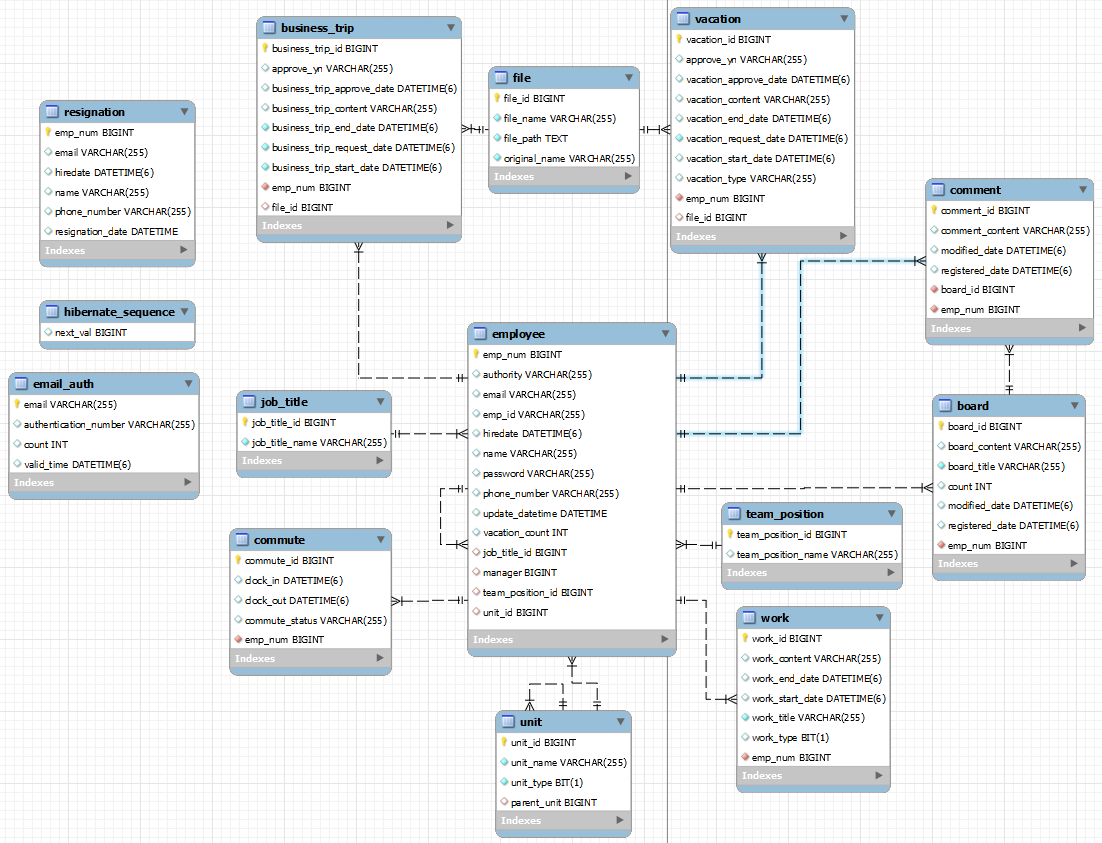 business_trip
business_trip_id BIGINT
approve_yn VARCHAR(255)
business_trip_approve_date DATETIME(6)
business_trip_content VARCHAR(255)
business_trip_end_date DATETIME(6)
business_trip_request_date DATETIME(6)
business_trip_start_date DATETIME(6)
emp_num BIGINT
file_id BIGINT
Indexes
vacation
vacation_id BIGINT
approve_yn VARCHAR(255)
vacation_approve_date DATETIME(6)
vacation_content VARCHAR(255)
vacation_end_date DATETIME(6)
vacation_request_date DATETIME(6)
vacation_start_date DATETIME(6)
vacation_type VARCHAR(255)
emp_num BIGINT
file_id BIGINT
Indexes
file
file_id BIGINT
file_name VARCHAR(255)
file_path TEXT
original_name VARCHAR(255)
Indexes
resignation
emp_num BIGINT
email VARCHAR(255)
hiredate DATETIME(6)
name VARCHAR(255)
phone_number VARCHAR(255)
resignation_date DATETIME
Indexes
comment
comment_id BIGINT
comment_content VARCHAR(255)
modified_date DATETIME(6)
registered_date DATETIME(6)
board_id BIGINT
emp_num BIGINT
Indexes
hibernate_sequence
next_val BIGINT
employee
emp_num BIGINT
authority VARCHAR(255)
email VARCHAR(255)
emp_id VARCHAR(255)
hiredate DATETIME(6)
name VARCHAR(255)
password VARCHAR(255)
phone_number VARCHAR(255)
update_datetime DATETIME
vacation_count INT
job_title_id BIGINT
manager BIGINT
team_position_id BIGINT
unit_id BIGINT
Indexes
email_auth
email VARCHAR(255)
authentication_number VARCHAR(255)
count INT
valid_time DATETIME(6)
Indexes
job_title
job_title_id BIGINT
job_title_name VARCHAR(255)
Indexes
board
board_id BIGINT
board_content VARCHAR(255)
board_title VARCHAR(255)
count INT
modified_date DATETIME(6)
registered_date DATETIME(6)
emp_num BIGINT
Indexes
team_position
team_position_id BIGINT
team_position_name VARCHAR(255)
Indexes
commute
commute_id BIGINT
clock_in DATETIME(6)
clock_out DATETIME(6)
commute_status VARCHAR(255)
emp_num BIGINT
Indexes
work
work_id BIGINT
work_content VARCHAR(255)
work_end_date DATETIME(6)
work_start_date DATETIME(6)
work_title VARCHAR(255)
work_type BIT(1)
emp_num BIGINT
Indexes
unit
unit_id BIGINT
unit_name VARCHAR(255)
unit_type BIT(1)
parent_unit BIGINT
Indexes